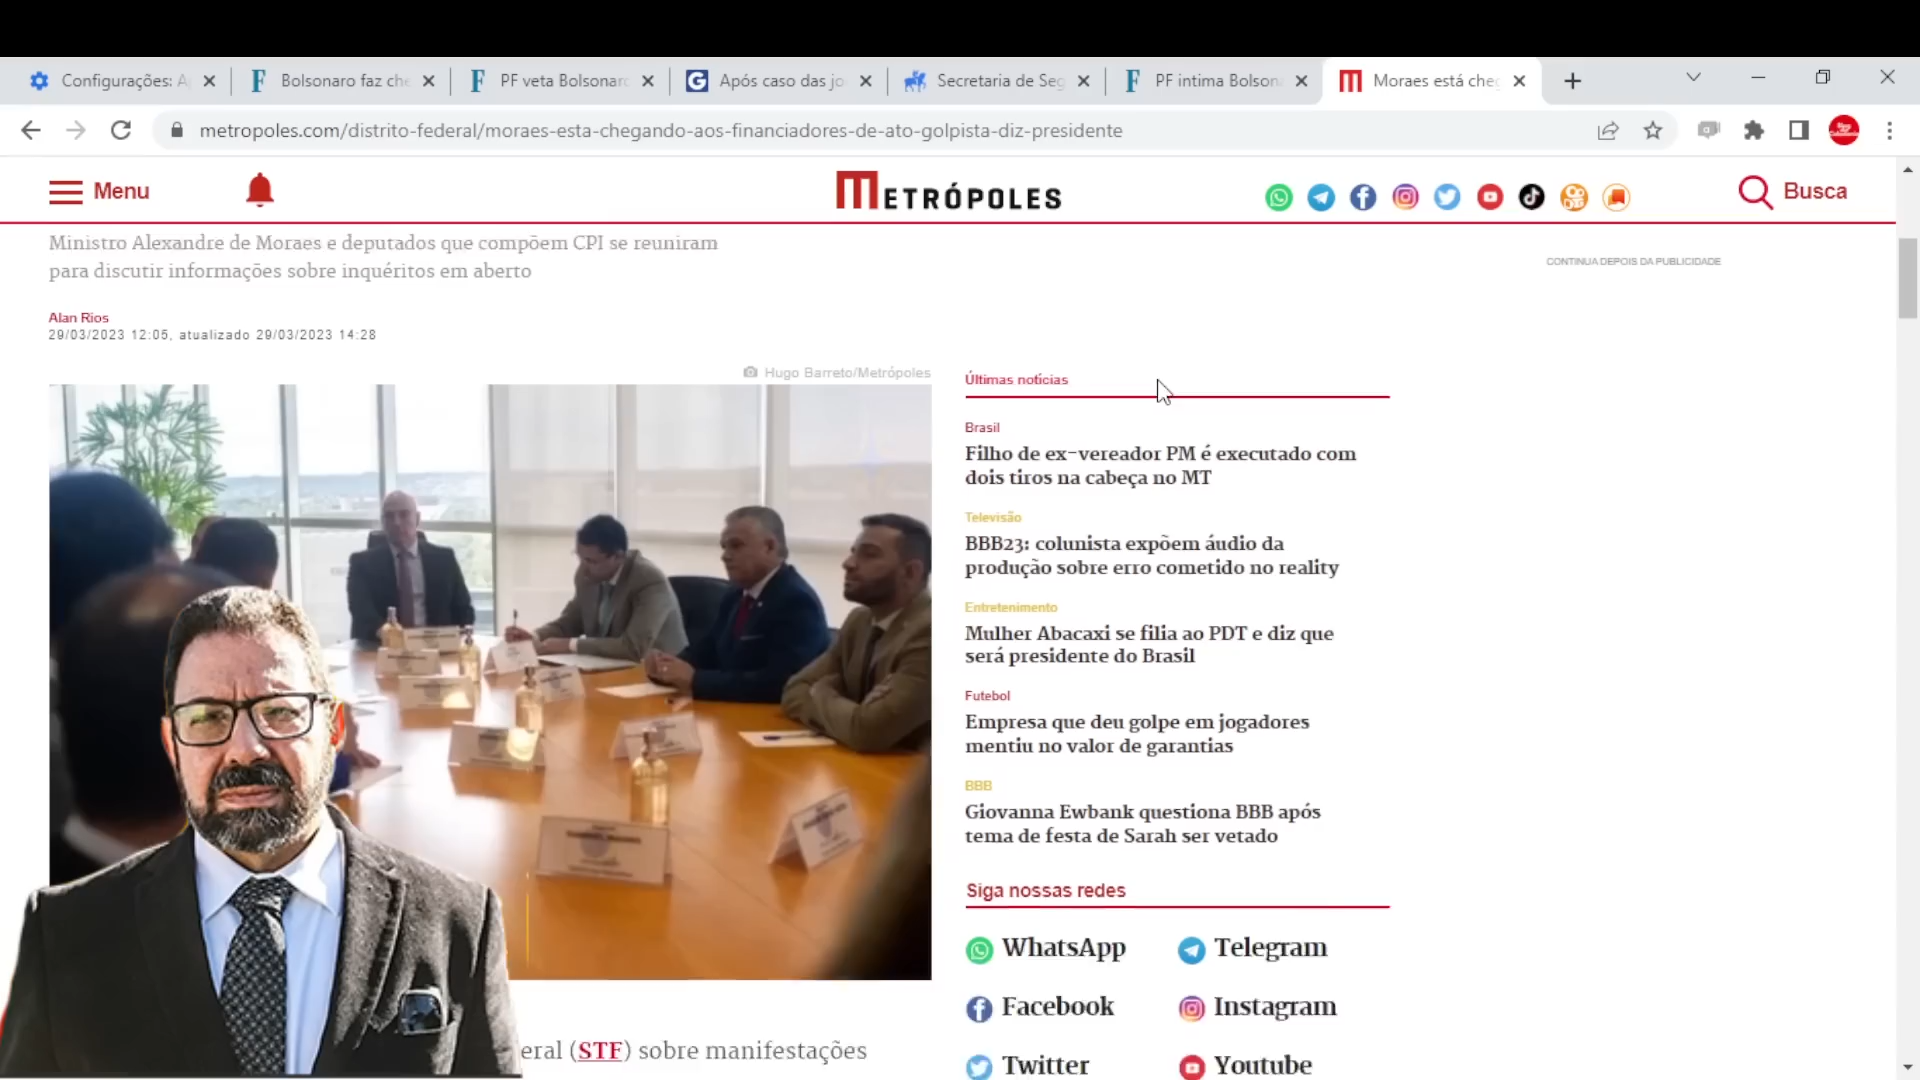 Configurações: A
Bolsonaro faz che
PF veta Bolsonaro
Após caso das jo
Secretaria de Seg
PF intima Bolsona
Moraes está cheg
metropoles.com/distrito-federal/moraes-esta-chegando-aos-financiadores-de-ato-golpista-diz-presidente
Menu
METRÓPOLES
Busca
Ministro Alexandre de Moraes e deputados que compõem CPI se reuniram
para discutir informações sobre inquéritos em aberto
CONTINUA DEPOIS DA PUBLICIDADE
Alan Rios
29/03/2023 12:05, atualizado 29/03/2023 14:28
Hugo Barreto/Metrópoles
Últimas notícias
Brasil
Filho de ex-vereador PM é executado com
dois tiros na cabeça no MT
Televisão
BBB23: colunista expõem áudio da
produção sobre erro cometido no reality
Entretenimento
Mulher Abacaxi se filia ao PDT e diz que
será presidente do Brasil
Futebol
Empresa que deu golpe em jogadores
mentiu no valor de garantias
BBB
Giovanna Ewbank questiona BBB após
tema de festa de Sarah ser vetado
Siga nossas redes
WhatsApp
Telegram
Facebook
Instagram
Twitter
Youtube
eral (STF) sobre manifestações